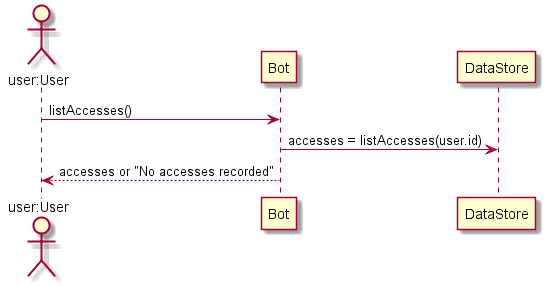 user:User
Bot
DataStore
listAccesses()
accesses = listAccesses(user.id)
accesses or "No accesses recorded"
user:User
Bot
DataStore